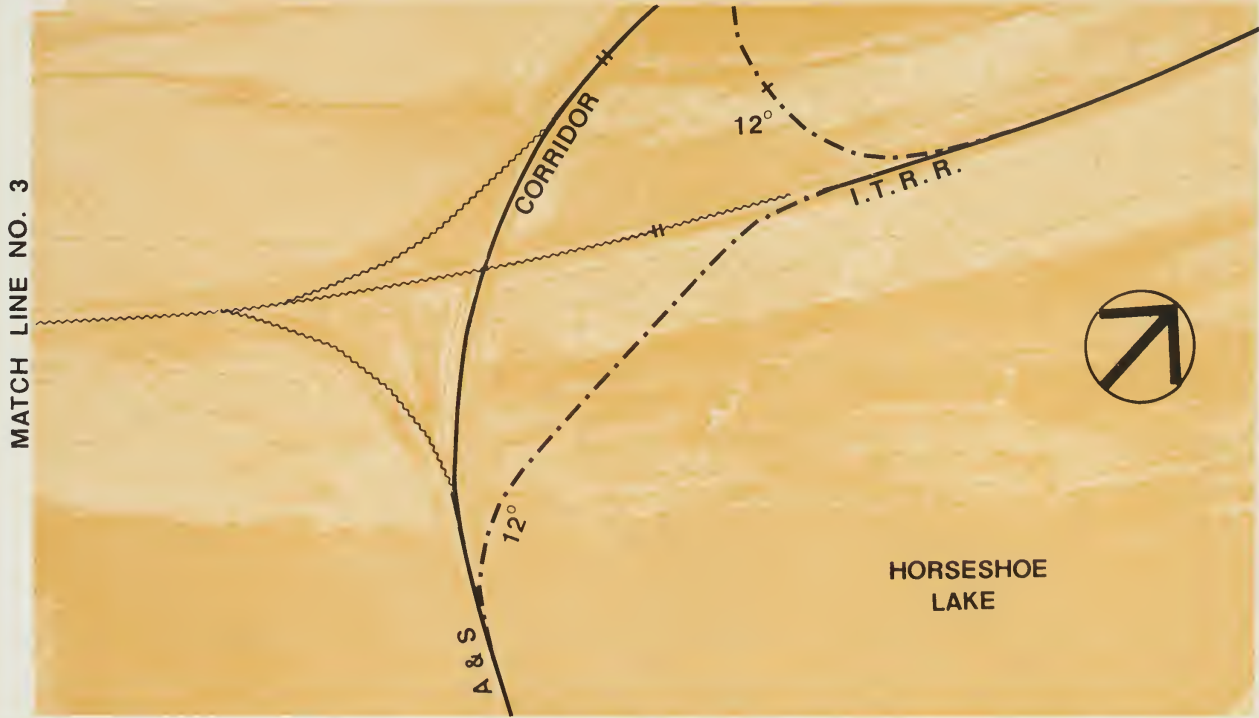 MATCH LINE NO. 3
CORRIDOR
12°
I.T.R.R.
12°
HORSESHOE
LAKE
A & S